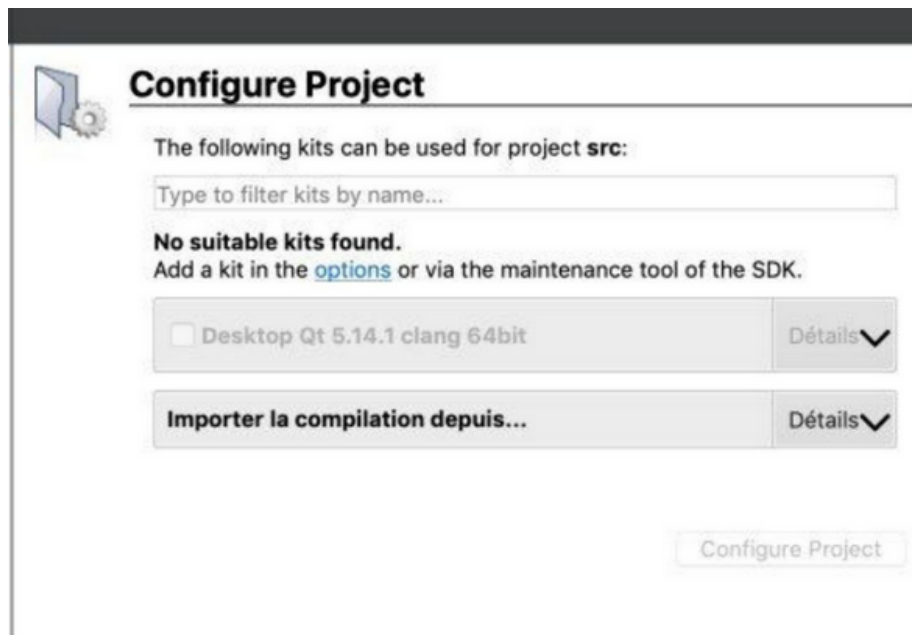 Configure Project
The following kits can be used for project src:
Type to filter kits by name...
No suitable kits found.
Add a kit in the options or via the maintenance tool of the SDK.
Desktop Qt 5.14.1 clang 64bit
Détails
Importer la compilation depuis...
Détails
Configure Project